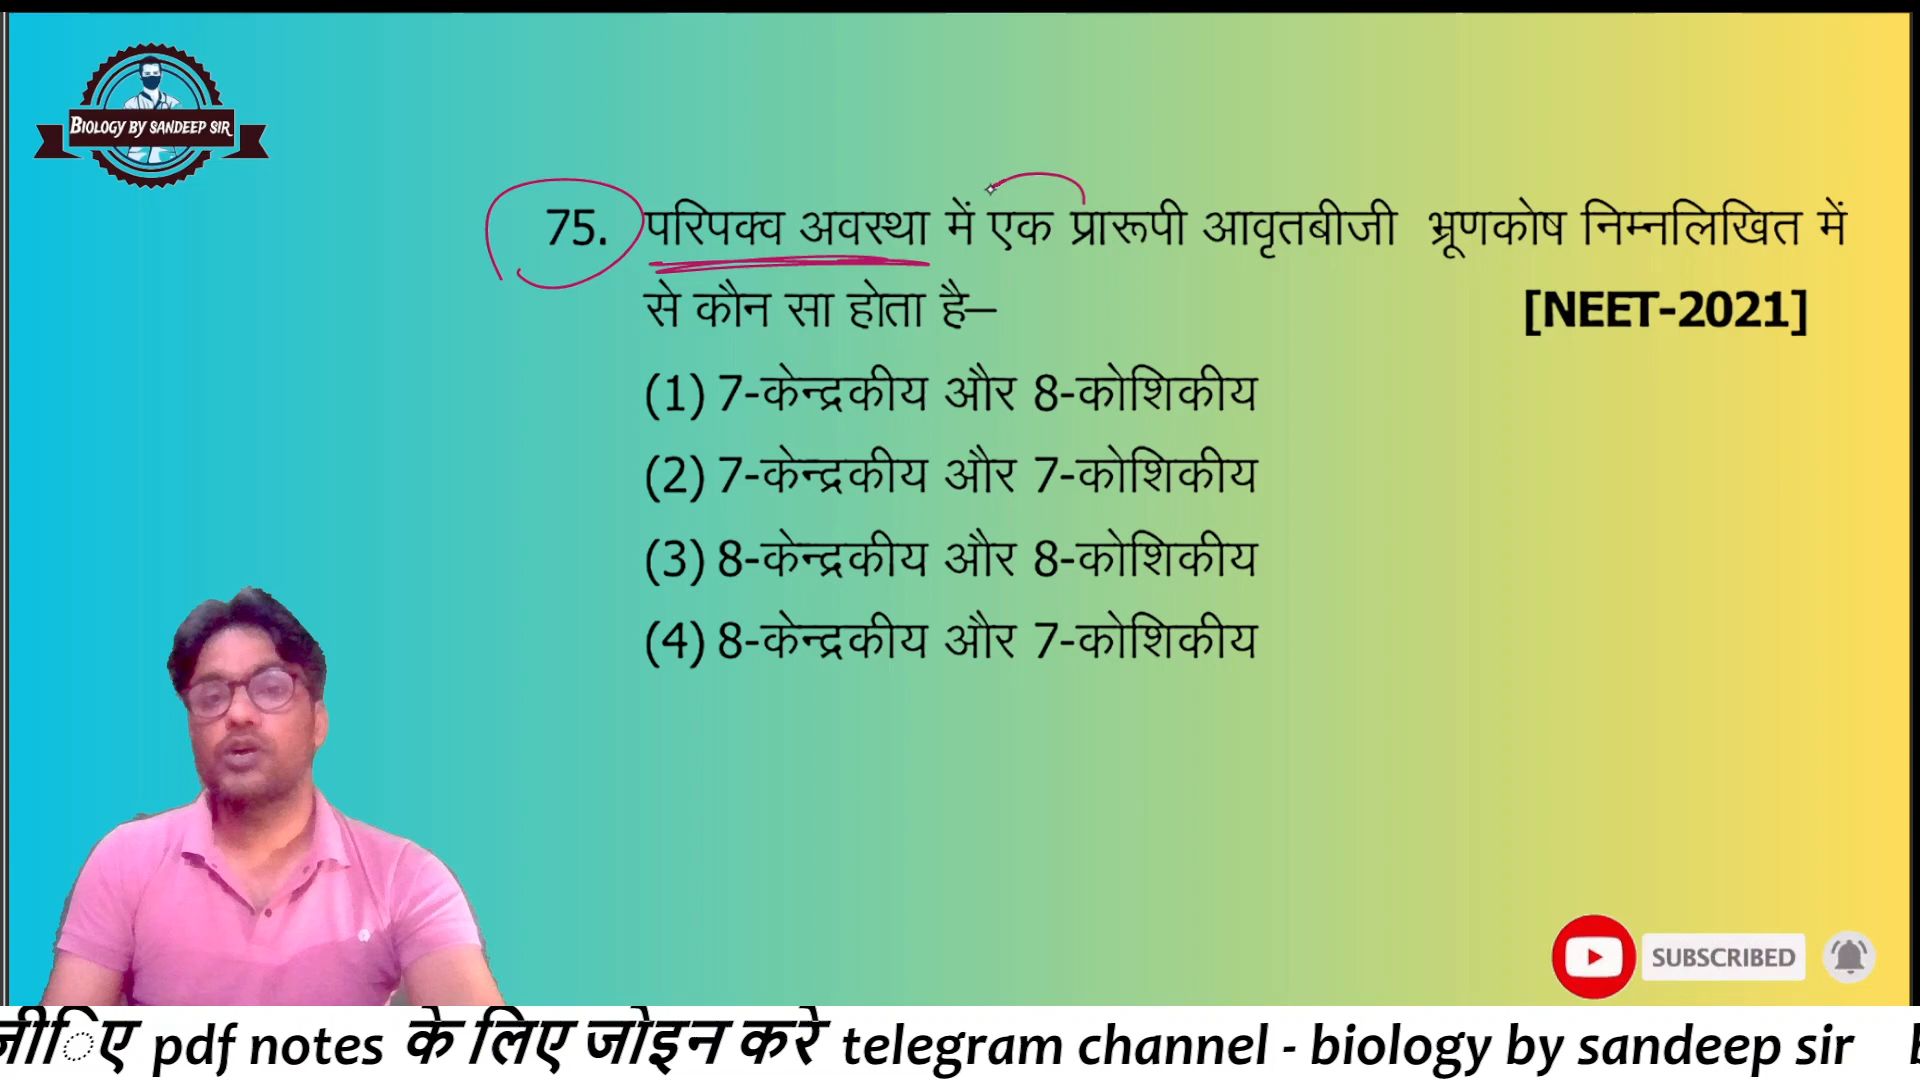 BIOLOGY BY SANDEEP SIR
75. परिपक्व अवस्था में एक प्रारूपी आवृतबीजी भ्रूणकोष निम्नलिखित में
से कौन सा होता है–
[NEET-2021]
(1) 7-केन्द्रकीय और 8-कोशिकीय
(2) 7-केन्द्रकीय और 7-कोशिकीय
(3) 8-केन्द्रकीय और 8-कोशिकीय
(4) 8-केन्द्रकीय और 7-कोशिकीय
SUBSCRIBED
pdf notes के लिए जोइन करे telegram channel - biology by sandeep sir